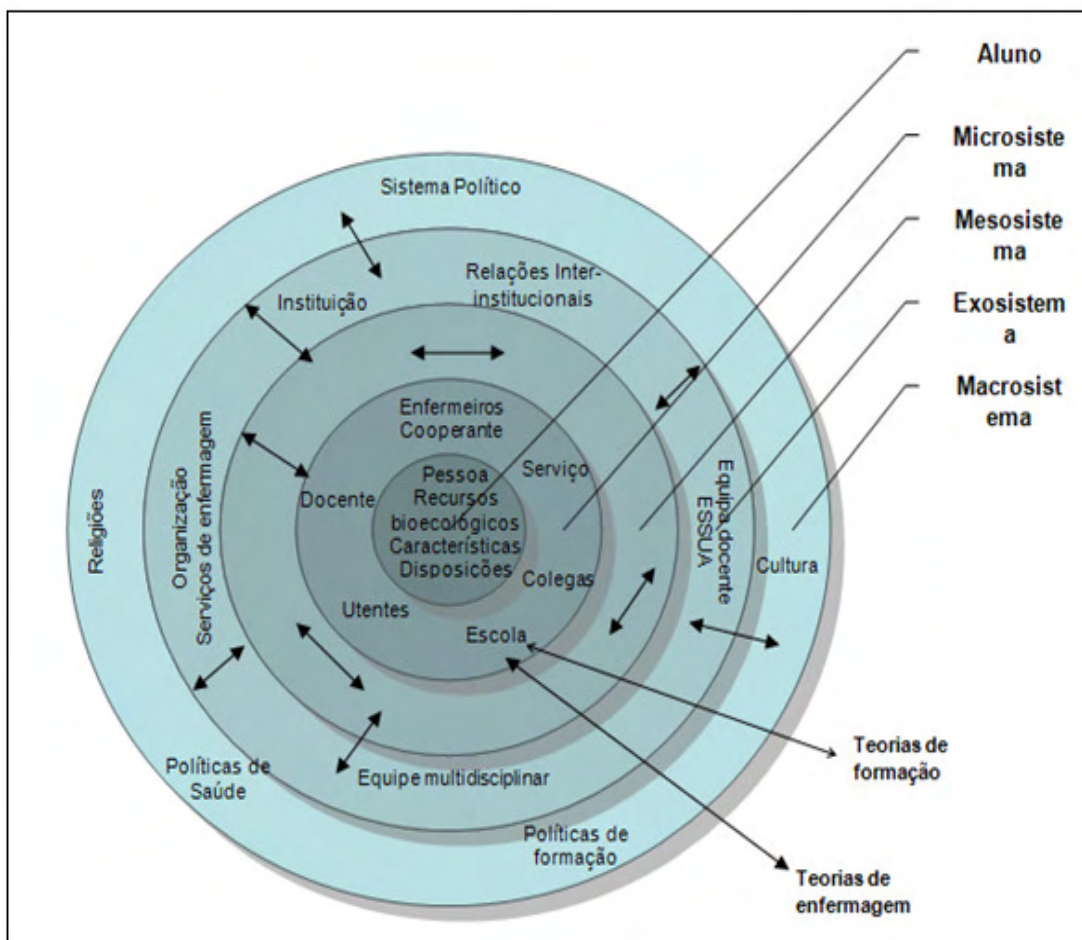 Aluno
Microsiste
ma
Mesosiste
ma
Exosistem
a
Macrosist
ema
Sistema Político
Relações Inter-
institucionais
Instituição
Enfermeiros
Cooperante
Serviço
Pessoa
Recursos
bioecológicos
Características
Disposições
Docente
Colegas
Utentes
Escola
Religiões
Organização
Serviços de enfermagem
Equipa docente
ESSUA
Cultura
Equipe multidisciplinar
Políticas de
Saúde
Políticas de
formação
Teorias de
formação
Teorias de
enfermagem